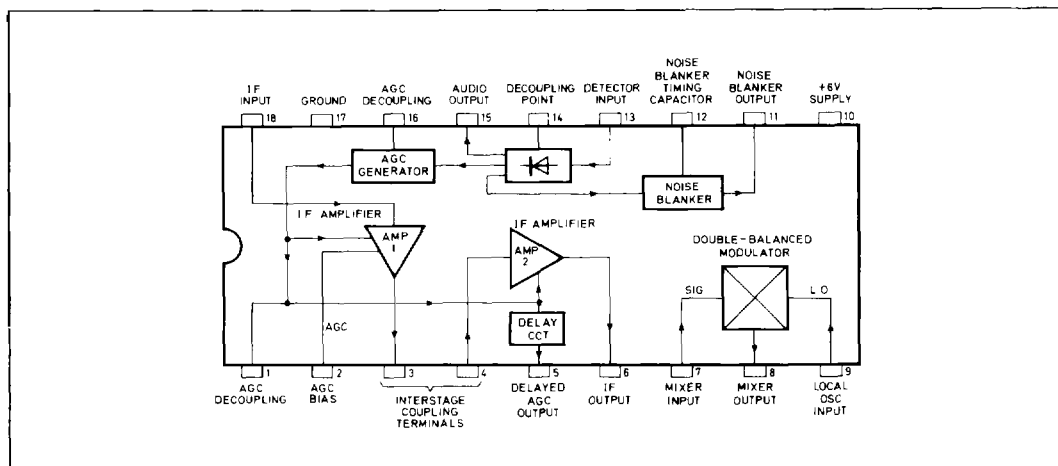 IF INPUT
GROUND
AGC DECOUPLING
AUDIO OUTPUT
DECOUPLING POINT
DETECTOR INPUT
NOISE BLANKER TIMING CAPACITOR
NOISE BLANKER OUTPUT
+6V SUPPLY
18
17
16
15
14
13
12
11
10
AGC GENERATOR
NOISE BLANKER
IF AMPLIFIER
AMP 1
IF AMPLIFIER
AMP 2
DOUBLE-BALANCED MODULATOR
SIG
L O
DELAY CCT
AGC
1
2
3
4
5
6
7
8
9
AGC DECOUPLING
AGC BIAS
INTERSTAGE COUPLING TERMINALS
DELAYED AGC OUTPUT
IF OUTPUT
MIXER INPUT
MIXER OUTPUT
LOCAL OSC INPUT